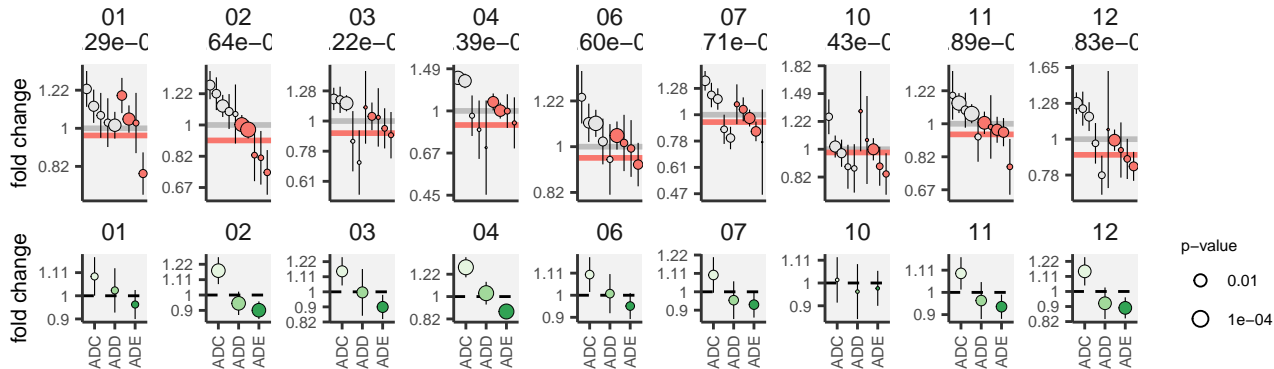 01 02 03 04 06 07 10 11 12
.29e−0 .64e−0 .22e−0 .39e−0 .60e−0 .71e−0 .43e−0 .89e−0 .83e−0
fold change
1.22 1 0.82
1.22 1 0.82 0.67
1.28 1 0.78 0.61
1.49 1 0.67 0.45
1.22 1 0.82
1.28 1 0.78 0.61 0.47
1.82 1.49 1.22 1 0.82
1.22 1 0.82 0.67
1.65 1.28 1 0.78
01 02 03 04 06 07 10 11 12
fold change
1.11 1 0.9
1.22 1.11 1 0.9
1.22 1.11 1 0.9 0.82
1.22 1 0.82
1.11 1 0.9
1.22 1.11 1 0.9
1.11 1 0.9
1.11 1 0.9
1.22 1.11 1 0.9 0.82
ADC ADD ADE ADC ADD ADE ADC ADD ADE ADC ADD ADE ADC ADD ADE ADC ADD ADE ADC ADD ADE ADC ADD ADE ADC ADD ADE
p−value
0.01
1e−04